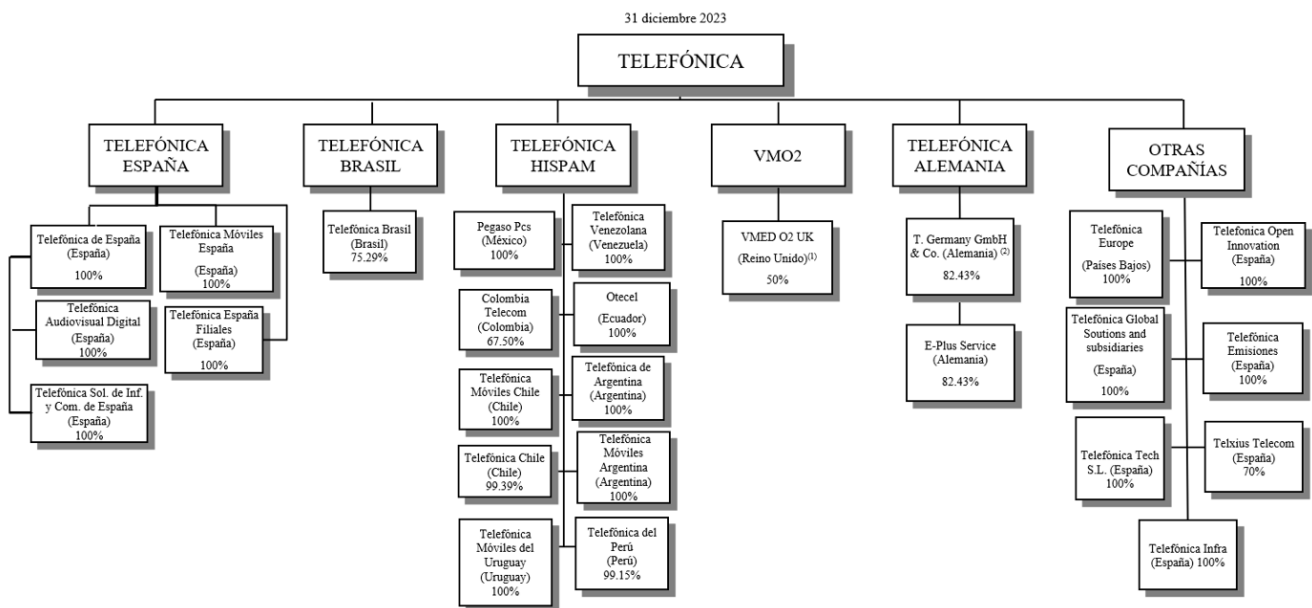 31 diciembre 2023
TELEFÓNICA
TELEFÓNICA
ESPAÑA
TELEFÓNICA
BRASIL
TELEFÓNICA
HISPAM
VMO2
TELEFÓNICA
ALEMANIA
OTRAS
COMPAÑÍAS
Telefónica de España
(España)
100%
Telefónica Móviles
España
(España)
100%
Telefónica
Audiovisual Digital
(España)
100%
Telefónica España
Filiales
(España)
100%
Telefónica Sol. de Inf.
y Com. de España
(España)
100%
Telefónica Brasil
(Brasil)
75.29%
Pegaso Pcs
(México)
100%
Telefónica
Venezolana
(Venezuela)
100%
Colombia
Telecom
(Colombia)
67.50%
Otecel
(Ecuador)
100%
Telefónica
Móviles Chile
(Chile)
100%
Telefónica de
Argentina
(Argentina)
100%
Telefónica Chile
(Chile)
99.39%
Telefónica
Móviles
Argentina
(Argentina)
100%
Telefónica
Móviles del
Uruguay
(Uruguay)
100%
Telefónica del
Perú
(Perú)
99.15%
VMED O2 UK
(Reino Unido)(1)
50%
T. Germany GmbH
& Co. (Alemania) (2)
82.43%
E-Plus Service
(Alemania)
82.43%
Telefónica
Europe
(Países Bajos)
100%
Telefonica Open
Innovation
(España)
100%
Telefónica Global
Soutions and
subsidiaries
(España)
100%
Telefónica
Emisiones
(España)
100%
Telefónica Tech
S.L. (España)
100%
Telxius Telecom
(España)
70%
Telefónica Infra
(España) 100%